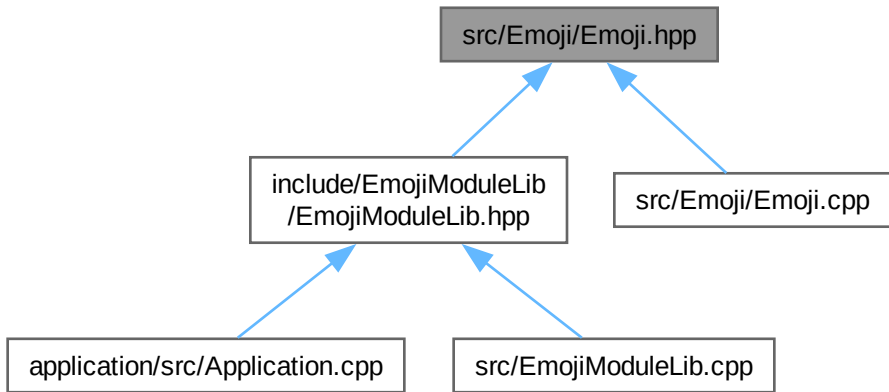 src/Emoji/Emoji.hpp
include/EmojiModuleLib
/EmojiModuleLib.hpp
src/Emoji/Emoji.cpp
application/src/Application.cpp
src/EmojiModuleLib.cpp